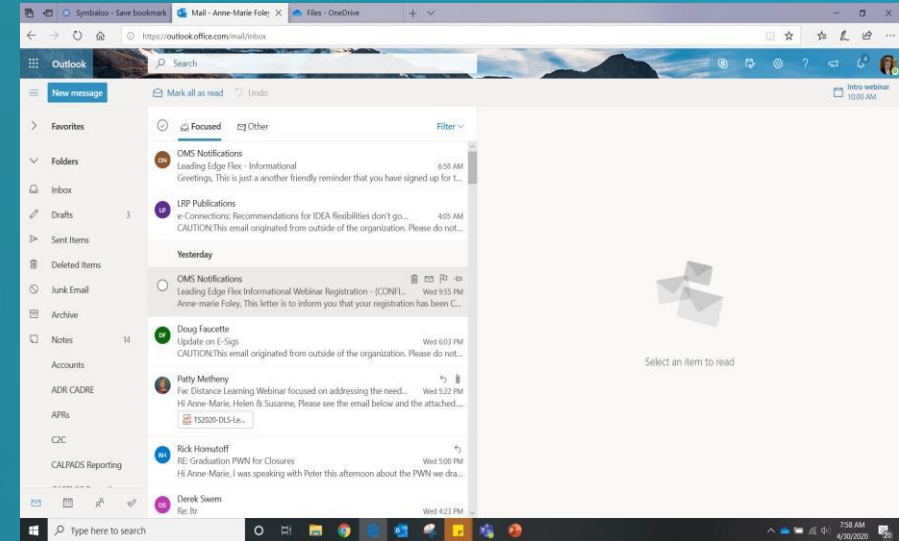 Symbaloo - Save bookmark
Mail - Anne-Marie Foley
Files - OneDrive
https://outlook.office.com/mail/inbox
Outlook
Search
New message
Mark all as read
Undo
Intro webinar
10:00 AM
Favorites
Folders
Inbox
Drafts 3
Sent Items
Deleted Items
Junk Email
Archive
Notes 14
Accounts
ADR CADRE
APRs
C2C
CALPADS Reporting
Focused
Other
Filter
ON
OMS Notifications
Leading Edge Flex - Informational 6:58 AM
Greetings, This is just a another friendly reminder that you have signed up for t...
LP
LRP Publications
e-Connections: Recommendations for IDEA flexibilities don't go... 4:05 AM
CAUTION:This email originated from outside of the organization. Please do not...
Yesterday
OMS Notifications
Leading Edge Flex Informational Webinar Registration - (CONFI... Wed 9:55 PM
Anne-marie Foley, This letter is to inform you that your registration has been C...
DF
Doug Faucette
Update on E-Sigs Wed 6:03 PM
CAUTION:This email originated from outside of the organization. Please do not...
Patty Metheny
Fw: Distance Learning Webinar focused on addressing the need... Wed 5:22 PM
Hi Anne-Marie, Helen & Susanne, Please see the email below and the attached....
TS2020-DLS-Le...
RH
Rick Homutoff
RE: Graduation PWN for Closures Wed 5:00 PM
Hi Anne-Marie, I was speaking with Peter this afternoon about the PWN we dra...
DS
Derek Swem
Re: ltr Wed 4:23 PM
Select an item to read
Type here to search
7:58 AM
4/30/2020
20